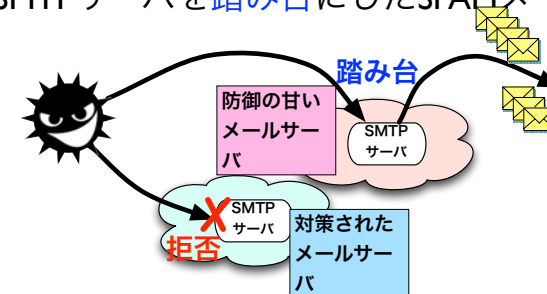 SMTPサーバを踏み台にしたSPAMメ
踏み台
防御の甘い
メールサー
バ
SMTP
サーバ
SMTP
サーバ
拒否
対策された
メールサー
バ